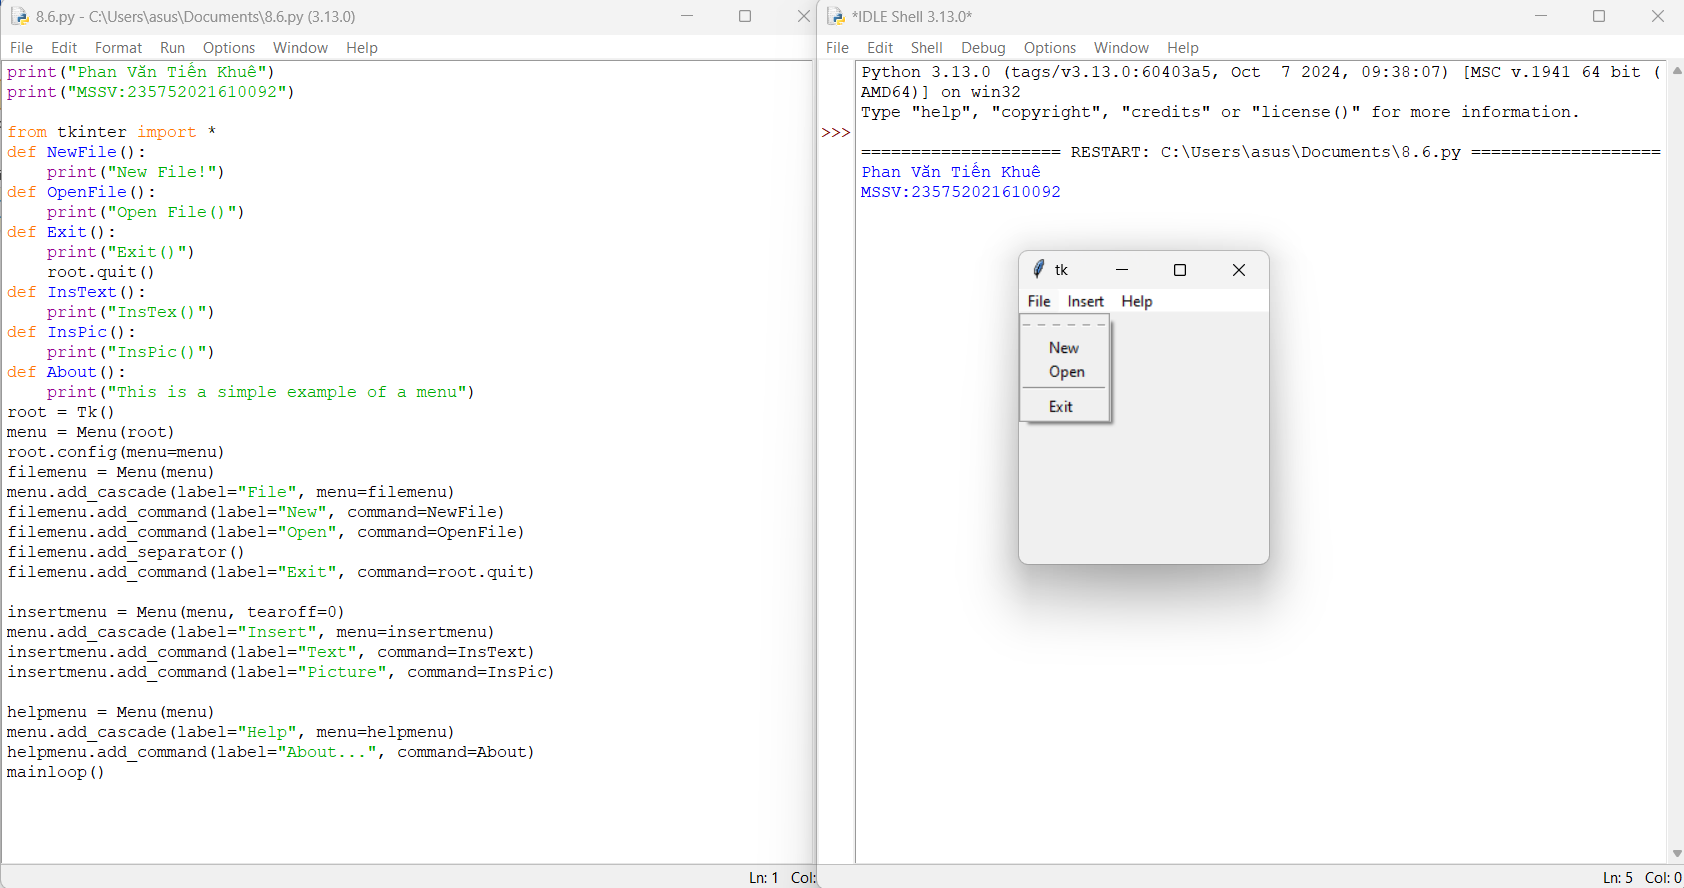 8.6.py - C:\Users\asus\Documents\8.6.py (3.13.0)
File Edit Format Run Options Window Help
print("Phan Văn Tiến Khuê")
print("MSSV:235752021610092")

from tkinter import *
def NewFile():
    print("New File!")
def OpenFile():
    print("Open File()")
def Exit():
    print("Exit()")
    root.quit()
def InsText():
    print("InsTex()")
def InsPic():
    print("InsPic()")
def About():
    print("This is a simple example of a menu")
root = Tk()
menu = Menu(root)
root.config(menu=menu)
filemenu = Menu(menu)
menu.add_cascade(label="File", menu=filemenu)
filemenu.add_command(label="New", command=NewFile)
filemenu.add_command(label="Open", command=OpenFile)
filemenu.add_separator()
filemenu.add_command(label="Exit", command=root.quit)

insertmenu = Menu(menu, tearoff=0)
menu.add_cascade(label="Insert", menu=insertmenu)
insertmenu.add_command(label="Text", command=InsText)
insertmenu.add_command(label="Picture", command=InsPic)

helpmenu = Menu(menu)
menu.add_cascade(label="Help", menu=helpmenu)
helpmenu.add_command(label="About...", command=About)
mainloop()
Ln: 1 Col:
*IDLE Shell 3.13.0*
File Edit Shell Debug Options Window Help
Python 3.13.0 (tags/v3.13.0:60403a5, Oct  7 2024, 09:38:07) [MSC v.1941 64 bit (
AMD64)] on win32
Type "help", "copyright", "credits" or "license()" for more information.
>>>
==================== RESTART: C:\Users\asus\Documents\8.6.py ===================
Phan Văn Tiến Khuê
MSSV:235752021610092
tk
File Insert Help
New
Open
Exit
Ln: 5 Col: 0